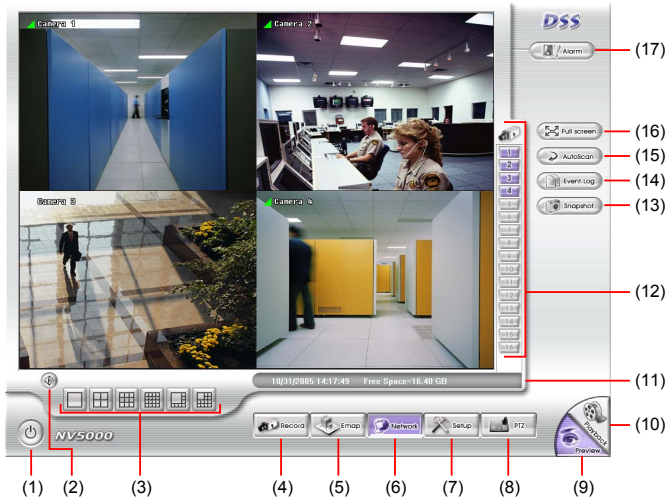 Camera 1
Camera 2
DSS
Alarm
(17)
Full screen
(16)
AutoScan
(15)
Event Log
(14)
Snapshot
(13)
1
2
3
4
5
6
7
8
9
10
11
12
13
14
15
16
(12)
Camera 3
Camera 4
10/31/2005 14:17:49 Free Space=16.40 GB
(11)
NV5000
Record
Emap
Network
Setup
PTZ
Playback
Preview
(10)
(1)
(2)
(3)
(4)
(5)
(6)
(7)
(8)
(9)